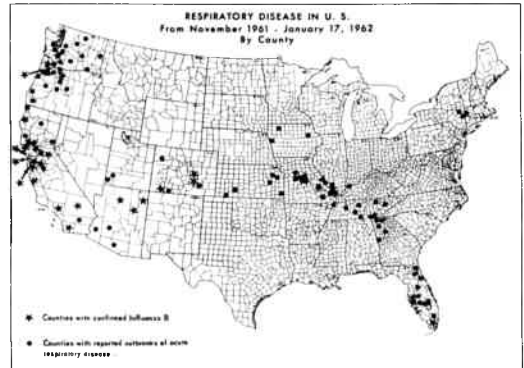 RESPIRATORY DISEASE IN U. S.
From November 1961 - January 17, 1962
By County
Counties with confirmed Influenza B
Counties with reported outbreaks of acute
respiratory disease